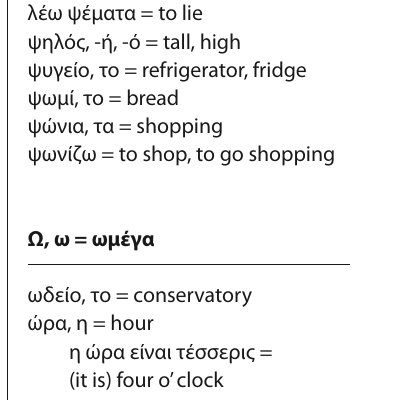 λέω ψέματα = to lie
ψηλός, -ή, -ό = tall, high
ψυγείο, το = refrigerator, fridge
ψωμί, το = bread
ψώνια, τα = shopping
ψωνίζω = to shop, to go shopping
Ω, ω = ωμέγα
ωδείο, το = conservatory
ώρα, η = hour
η ώρα είναι τέσσερις =
(it is) four o’ clock